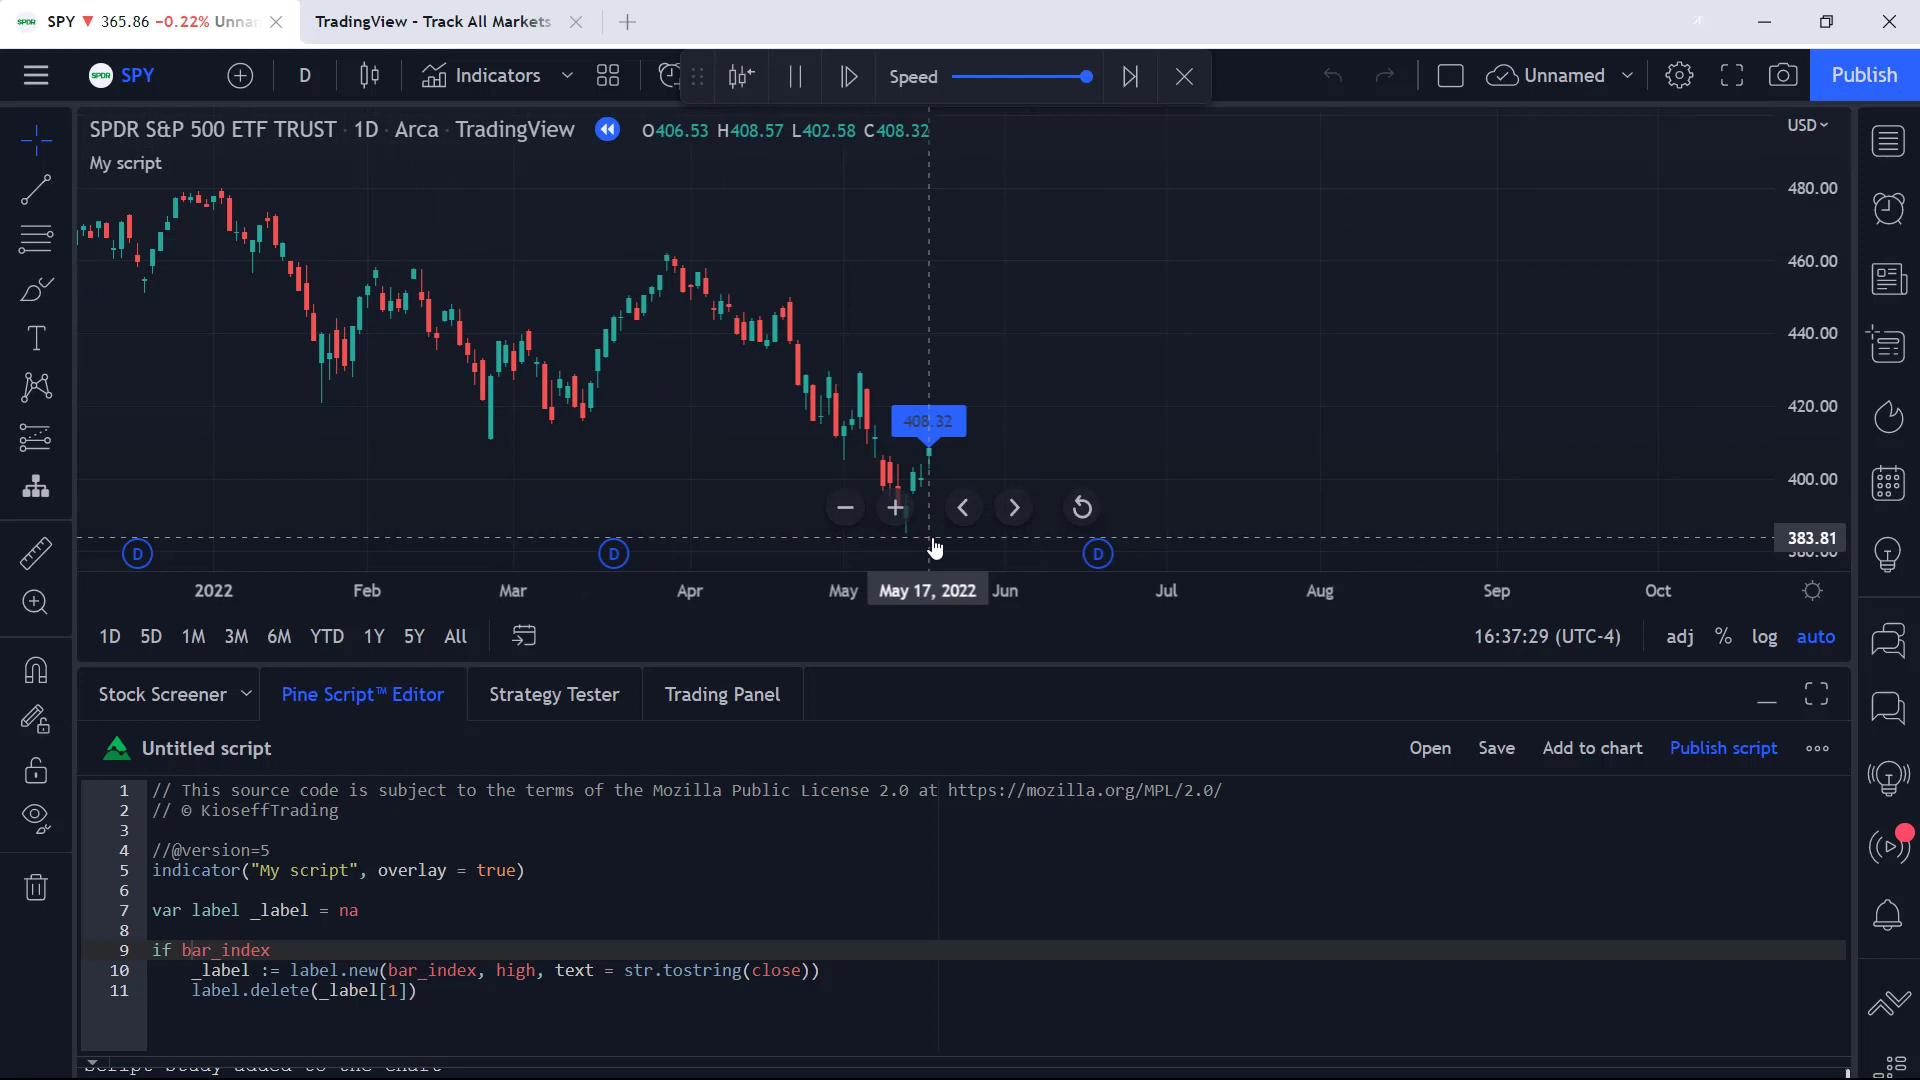 SPY ▼ 365.86 -0.22% Unnar
TradingView - Track All Markets
SPDR SPY
D
Indicators
Speed
Unnamed
Publish
SPDR S&P 500 ETF TRUST · 1D · Arca · TradingView
O406.53 H408.57 L402.58 C408.32
USD
My script
480.00
460.00
440.00
420.00
400.00
383.81
408.32
D
D
D
2022 Feb Mar Apr May May 17, 2022 Jun Jul Aug Sep Oct
1D 5D 1M 3M 6M YTD 1Y 5Y All
16:37:29 (UTC-4) adj % log auto
Stock Screener Pine Script™ Editor Strategy Tester Trading Panel
Untitled script
Open Save Add to chart Publish script
1 // This source code is subject to the terms of the Mozilla Public License 2.0 at https://mozilla.org/MPL/2.0/
2 // © KioseffTrading
3
4 //@version=5
5 indicator("My script", overlay = true)
6
7 var label _label = na
8
9 if bar_index
10 _label := label.new(bar_index, high, text = str.tostring(close))
11 label.delete(_label[1])